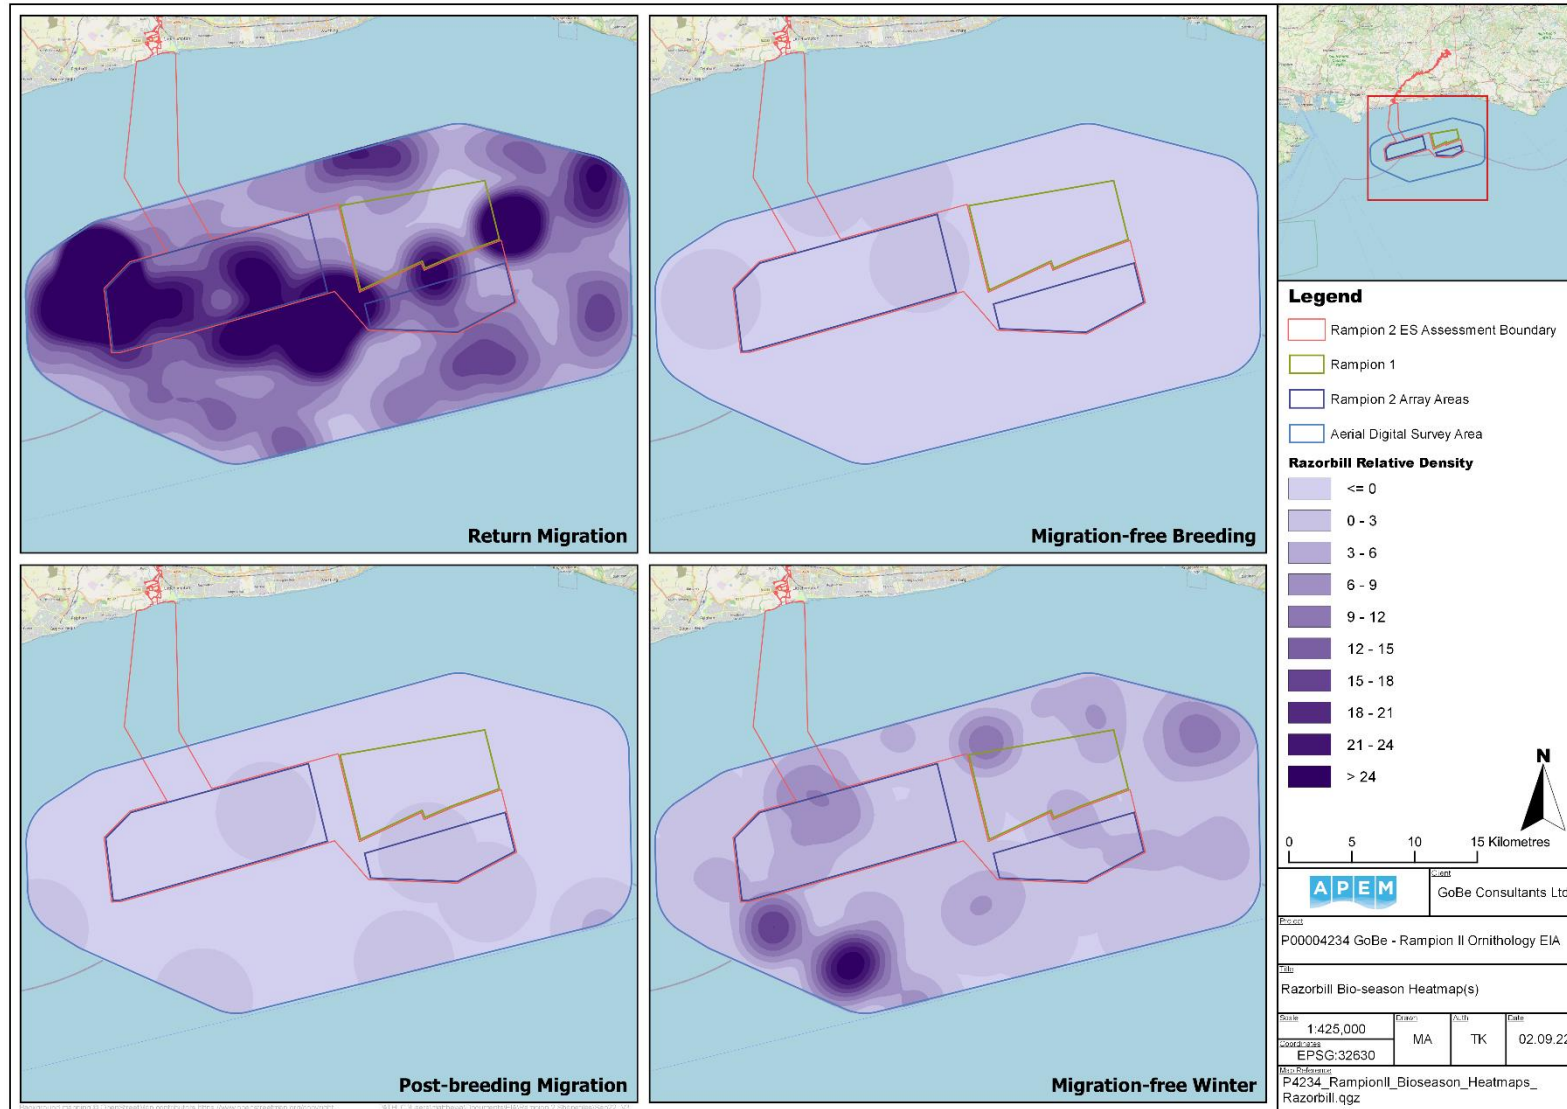 Return Migration
Migration-free Breeding
Post-breeding Migration
Migration-free Winter
Legend
Rampion 2 ES Assessment Boundary
Rampion 1
Rampion 2 Array Areas
Aerial Digital Survey Area
Razorbill Relative Density
<= 0
0 - 3
3 - 6
6 - 9
9 - 12
12 - 15
15 - 18
18 - 21
21 - 24
> 24
N
0 5 10 15 Kilometres
APEM
Client
GoBe Consultants Ltd
Project
P00004234 GoBe - Rampion II Ornithology EIA
Title
Razorbill Bio-season Heatmap(s)
Scale
1:425,000
Coordinates
EPSG:32630
Drawn
MA
Auth
TK
Date
02.09.22
Map Reference
P4234_RampionII_Bioseason_Heatmaps_
Razorbill.qgz